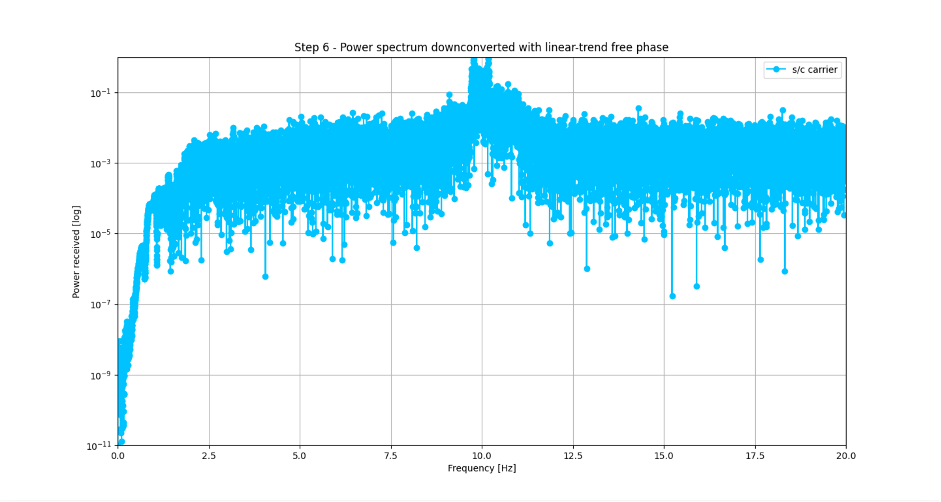 Step 6 - Power spectrum downconverted with linear-trend free phase
s/c carrier
Power received [log]
10⁻¹
10⁻³
10⁻⁵
10⁻⁷
10⁻⁹
10⁻¹¹
0.0 2.5 5.0 7.5 10.0 12.5 15.0 17.5 20.0
Frequency [Hz]